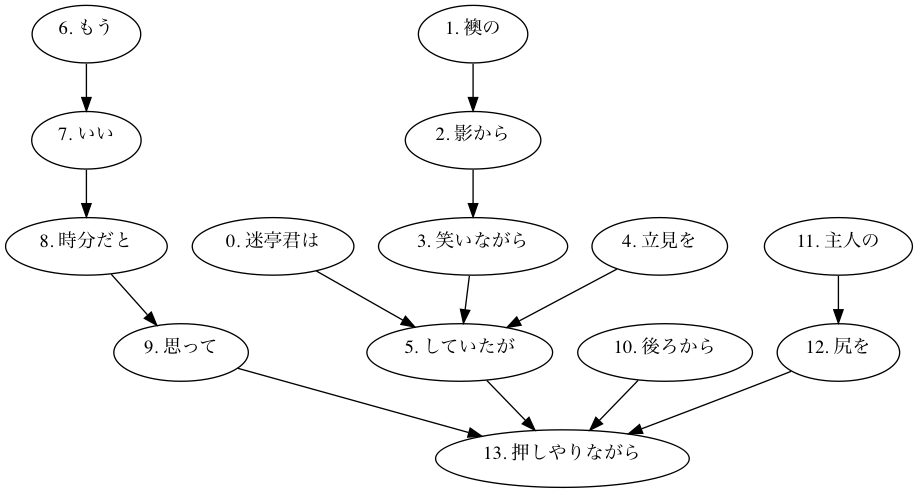 6. もう
1. 襖の
7. いい
2. 影から
8. 時分だと
0. 迷亭君は
3. 笑いながら
4. 立見を
11. 主人の
9. 思って
5. していたが
10. 後ろから
12. 尻を
13. 押しやりながら